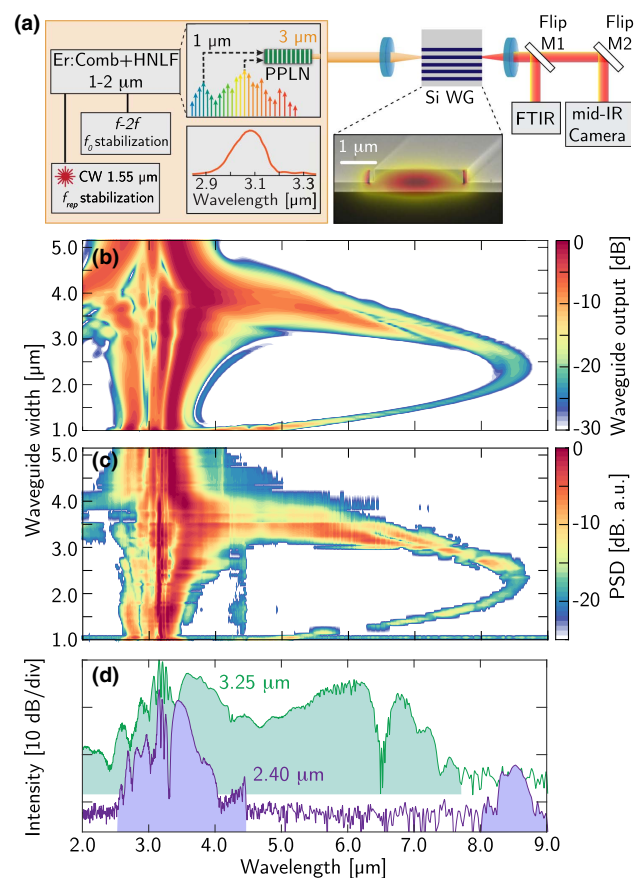 (a)
Er:Comb+HNLF
1-2 μm
1 μm
3 μm
PPLN
f-2f
f0 stabilization
CW 1.55 μm
frep stabilization
2.9 3.1 3.3
Wavelength [μm]
Si WG
1 μm
Flip
M1
Flip
M2
FTIR
mid-IR
Camera
(b)
5.0
4.0
3.0
2.0
1.0
0
-10
-20
-30
Waveguide output [dB]
Waveguide width [μm]
(c)
5.0
4.0
3.0
2.0
1.0
0
-10
-20
PSD [dB. a.u.]
(d)
3.25 μm
2.40 μm
Intensity [10 dB/div]
2.0 3.0 4.0 5.0 6.0 7.0 8.0 9.0
Wavelength [μm]